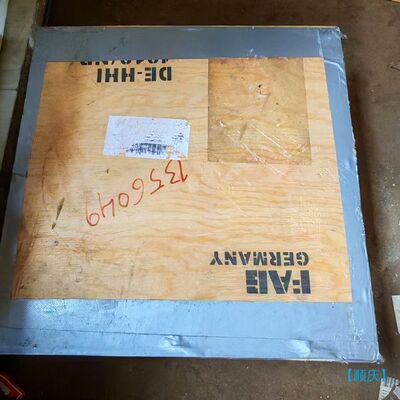 DE-HHI
1356049
FAG
GERMANY
【顺庆】